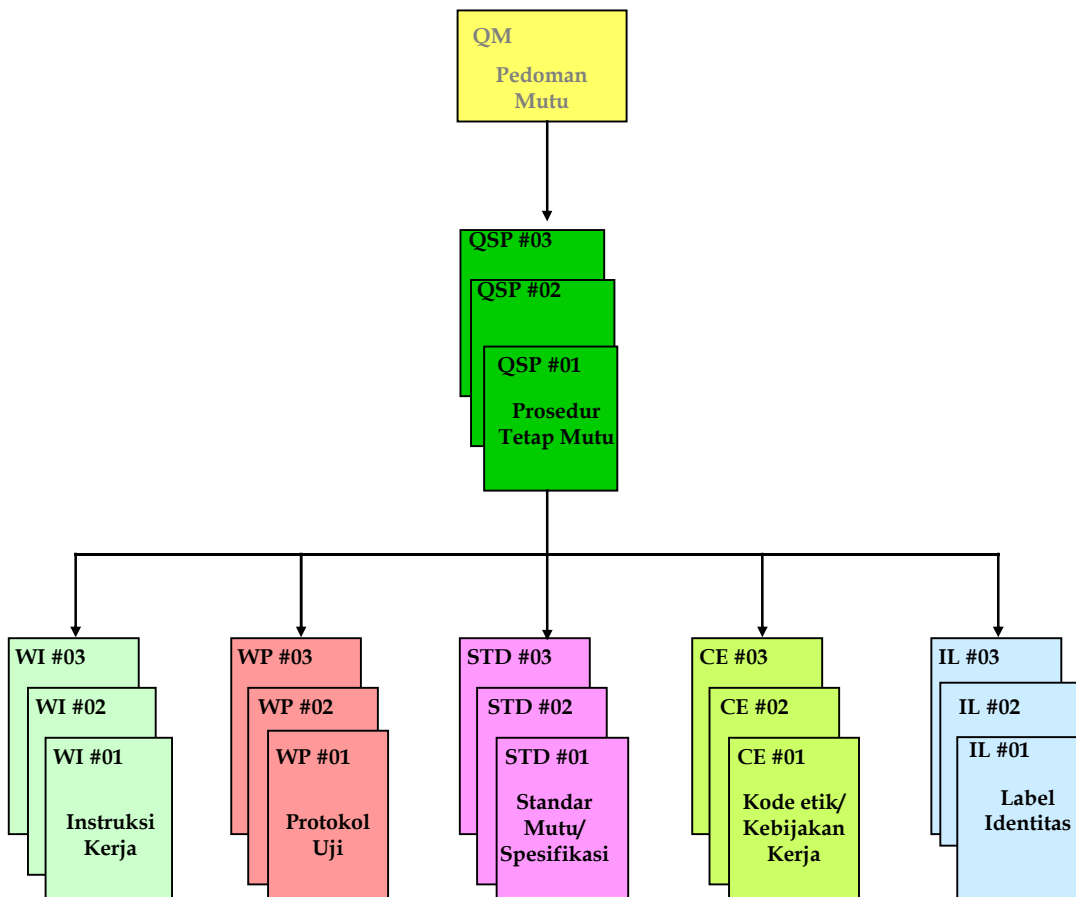 QM
Pedoman
Mutu
QSP #03
QSP #02
QSP #01
Prosedur
Tetap Mutu
WI #03
WI #02
WI #01
Instruksi
Kerja
WP #03
WP #02
WP #01
Protokol
Uji
STD #03
STD #02
STD #01
Standar
Mutu/
Spesifikasi
CE #03
CE #02
CE #01
Kode etik/
Kebijakan
Kerja
IL #03
IL #02
IL #01
Label
Identitas